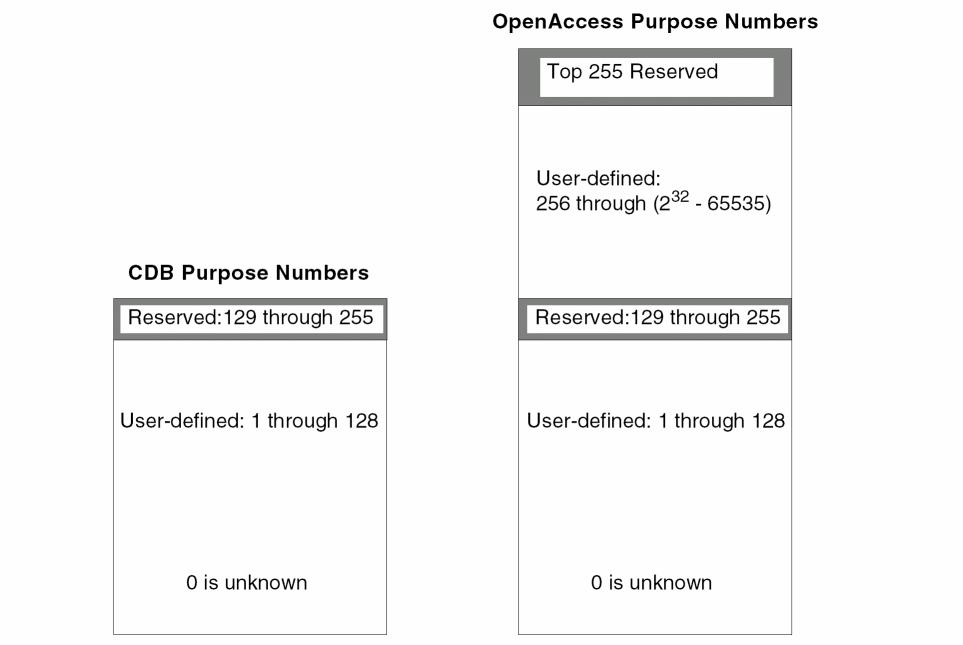 OpenAccess Purpose Numbers
Top 255 Reserved
User-defined:
256 through (2³² - 65535)
CDB Purpose Numbers
Reserved:129 through 255
Reserved:129 through 255
User-defined: 1 through 128
User-defined: 1 through 128
0 is unknown
0 is unknown